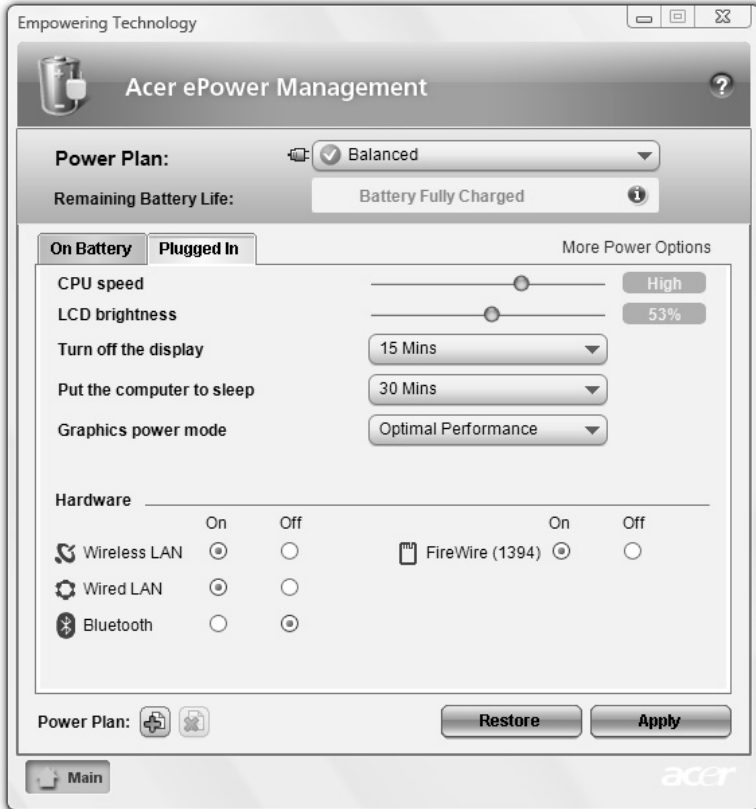 Empowering Technology
Acer ePower Management
?
Power Plan: Balanced
Remaining Battery Life: Battery Fully Charged i
On Battery Plugged In More Power Options
CPU speed High
LCD brightness 53%
Turn off the display 15 Mins
Put the computer to sleep 30 Mins
Graphics power mode Optimal Performance
Hardware
On Off On Off
Wireless LAN FireWire (1394)
Wired LAN
Bluetooth
Power Plan: Restore Apply
Main acer